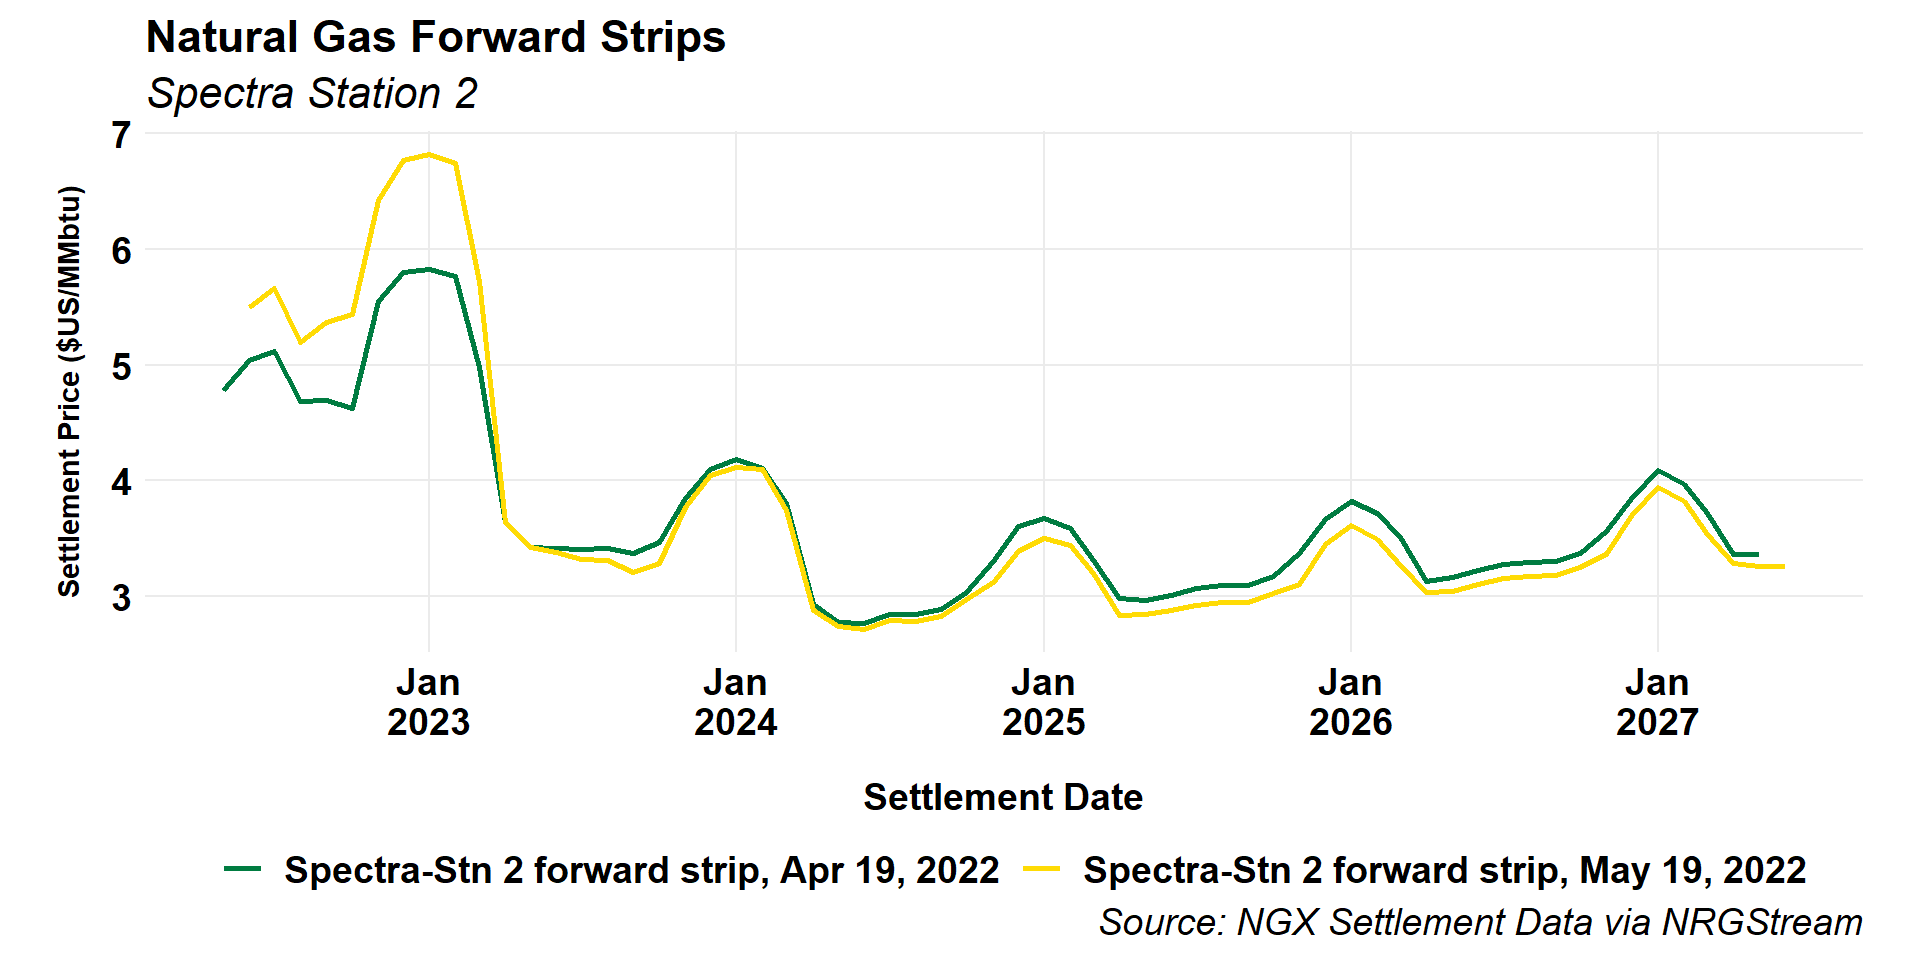 Natural Gas Forward Strips
Spectra Station 2
Settlement Price ($US/MMbtu)
7
6
5
4
3
Jan
2023
Jan
2024
Jan
2025
Jan
2026
Jan
2027
Settlement Date
Spectra-Stn 2 forward strip, Apr 19, 2022
Spectra-Stn 2 forward strip, May 19, 2022
Source: NGX Settlement Data via NRGStream